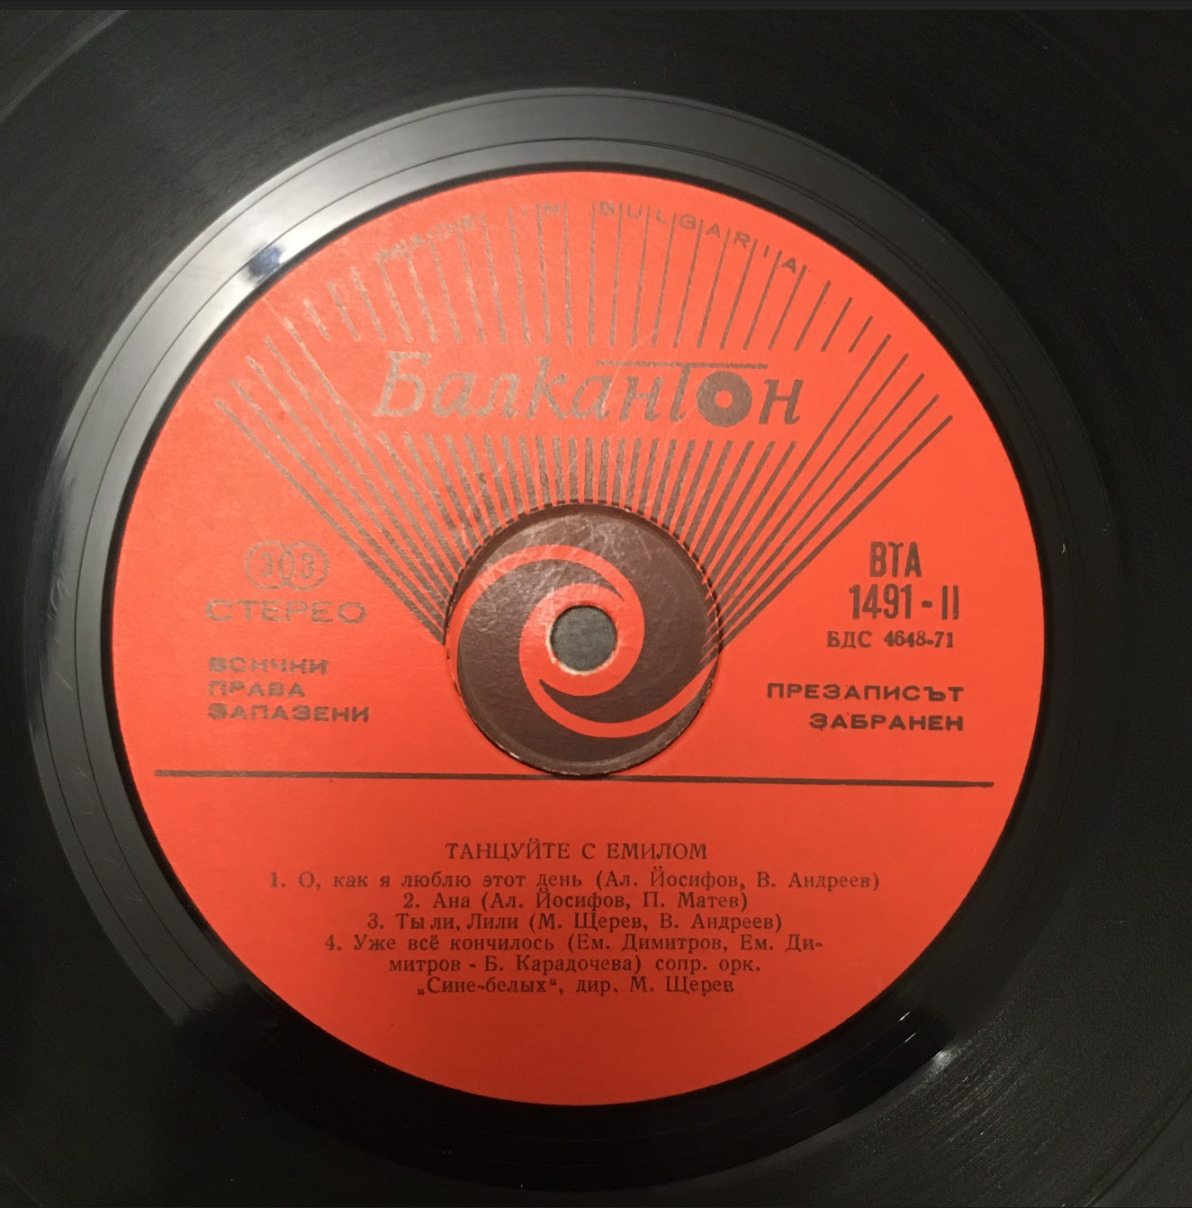 MADE IN BULGARIA
Балкантон
ВТА
1491-II
БДС 4648-71
33
СТЕРЕО
ВСИЧКИ
ПРАВА
ЗАПАЗЕНИ
ПРЕЗАПИСЪТ
ЗАБРАНЕН
ТАНЦУЙТЕ С ЕМИЛОМ
1. О, как я люблю этот день (Ал. Йосифов, В. Андреев)
2. Ана (Ал. Йосифов, П. Матев)
3. Ты ли, Лили (М. Щерев, В. Андреев)
4. Уже всё кончилось (Ем. Димитров, Ем. Ди-
митров - Б. Карадочева) сопр. орк.
„Сине-белых“, дир. М. Щерев